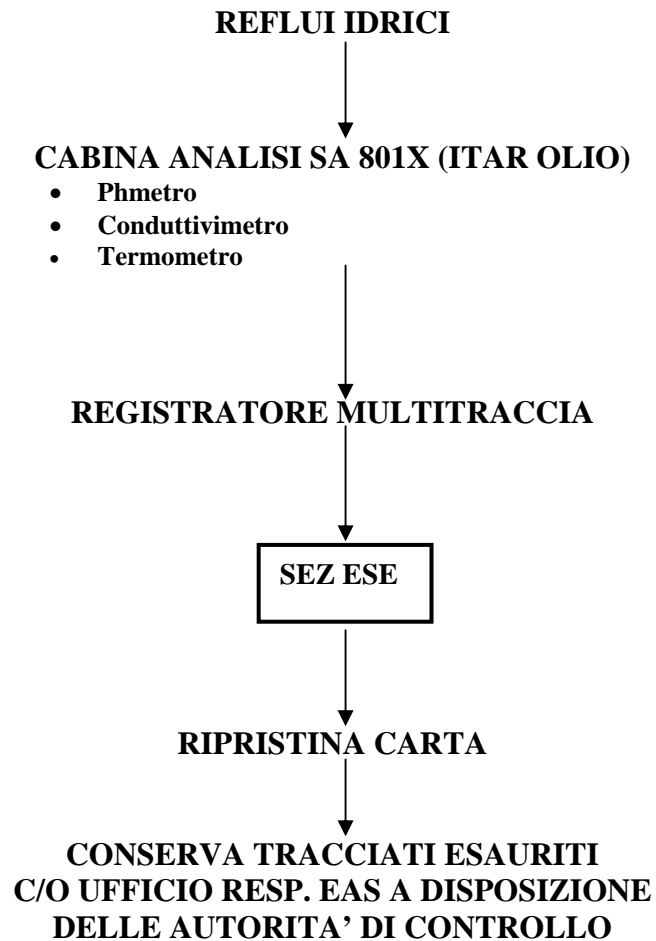 REFLUI IDRICI
CABINA ANALISI SA 801X (ITAR OLIO)
• Phmetro
• Conduttivimetro
• Termometro
REGISTRATORE MULTITRACCIA
SEZ ESE
RIPRISTINA CARTA
CONSERVA TRACCIATI ESAURITI
C/O UFFICIO RESP. EAS A DISPOSIZIONE
DELLE AUTORITA’ DI CONTROLLO